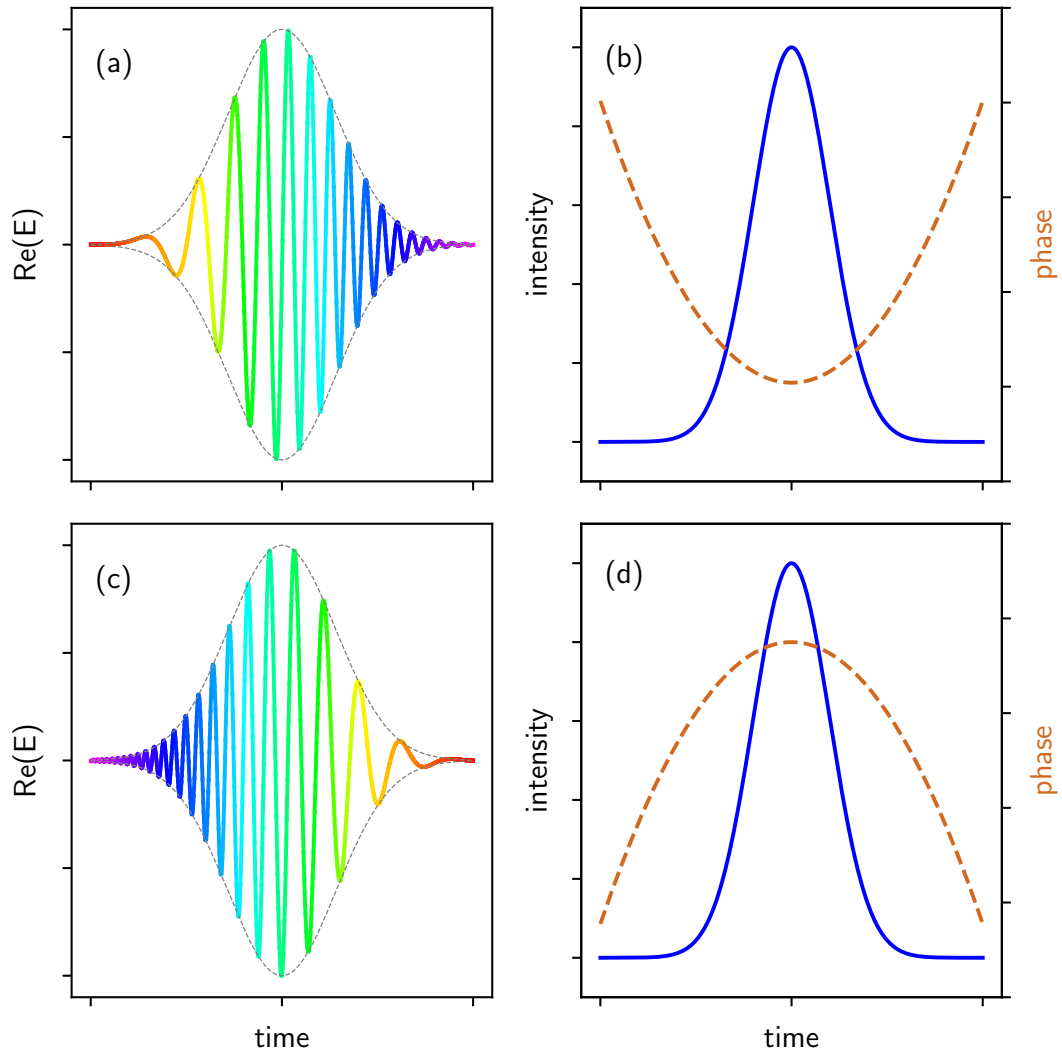 (a)
Re(E)
(b)
intensity
phase
(c)
Re(E)
time
(d)
intensity
phase
time